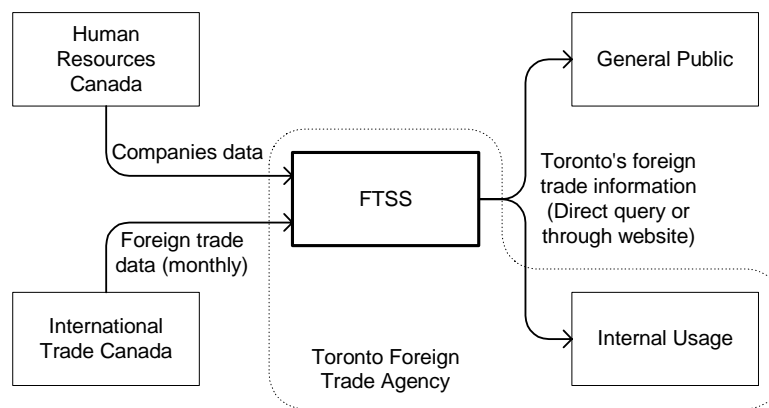 Human
Resources
Canada
General Public
Companies data
FTSS
Toronto's foreign
trade information
(Direct query or
through website)
Foreign trade
data (monthly)
International
Trade Canada
Toronto Foreign
Trade Agency
Internal Usage